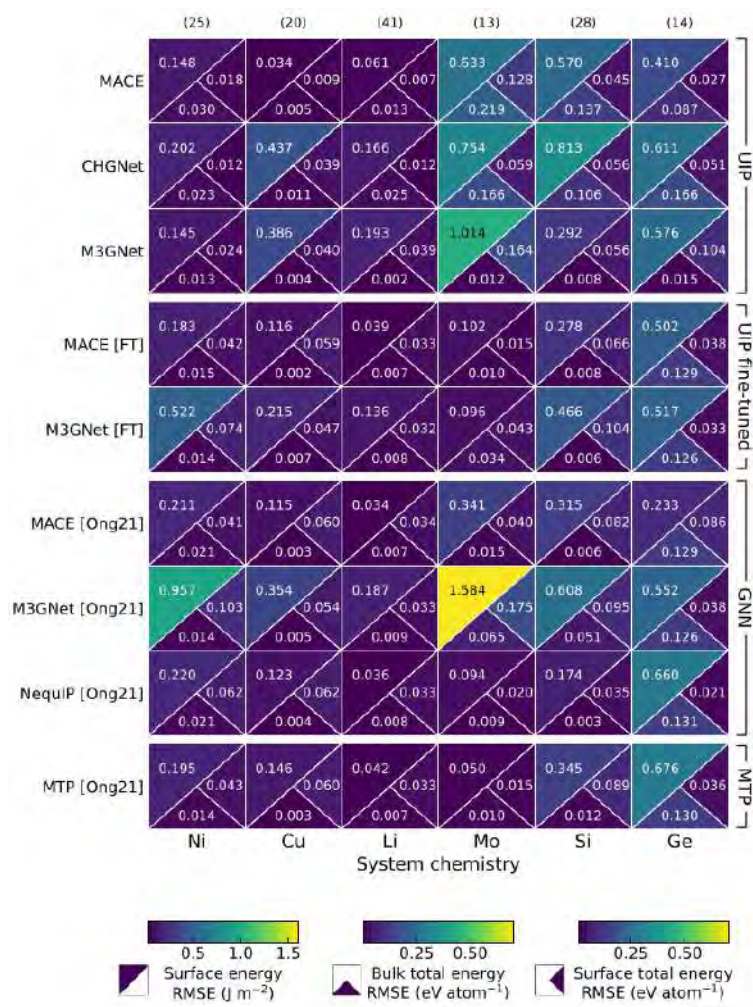 (25) (20) (41) (13) (28) (14)
MACE 0.148 0.034 0.061 0.633 0.570 0.410
0.018 0.009 0.007 0.128 0.045 0.027
0.030 0.005 0.013 0.219 0.137 0.087
CHGNet 0.202 0.437 0.166 0.754 0.813 0.611
0.012 0.039 0.012 0.059 0.056 0.051
0.023 0.011 0.025 0.166 0.106 0.166
M3GNet 0.145 0.386 0.193 1.014 0.292 0.576
0.024 0.040 0.039 0.164 0.056 0.104
0.013 0.004 0.002 0.012 0.008 0.015
UIP
MACE [FT] 0.183 0.116 0.039 0.102 0.278 0.502
0.042 0.059 0.033 0.015 0.066 0.038
0.015 0.002 0.007 0.010 0.008 0.129
M3GNet [FT] 0.522 0.215 0.136 0.096 0.466 0.517
0.074 0.047 0.032 0.043 0.104 0.033
0.014 0.007 0.008 0.034 0.006 0.126
UIP fine-tuned
MACE [Ong21] 0.211 0.115 0.034 0.341 0.315 0.233
0.041 0.060 0.034 0.040 0.082 0.086
0.021 0.003 0.007 0.015 0.006 0.129
M3GNet [Ong21] 0.957 0.354 0.187 1.584 0.608 0.552
0.103 0.054 0.033 0.175 0.095 0.038
0.014 0.005 0.009 0.065 0.051 0.126
NequIP [Ong21] 0.220 0.123 0.036 0.094 0.174 0.660
0.062 0.062 0.033 0.020 0.035 0.021
0.021 0.004 0.008 0.009 0.003 0.131
GNN
MTP [Ong21] 0.195 0.146 0.042 0.050 0.345 0.676
0.043 0.060 0.033 0.015 0.089 0.036
0.014 0.003 0.007 0.010 0.012 0.130
MTP
Ni Cu Li Mo Si Ge
System chemistry
0.5 1.0 1.5 0.25 0.50 0.25 0.50
Surface energy Bulk total energy Surface total energy
RMSE (J m⁻²) RMSE (eV atom⁻¹) RMSE (eV atom⁻¹)